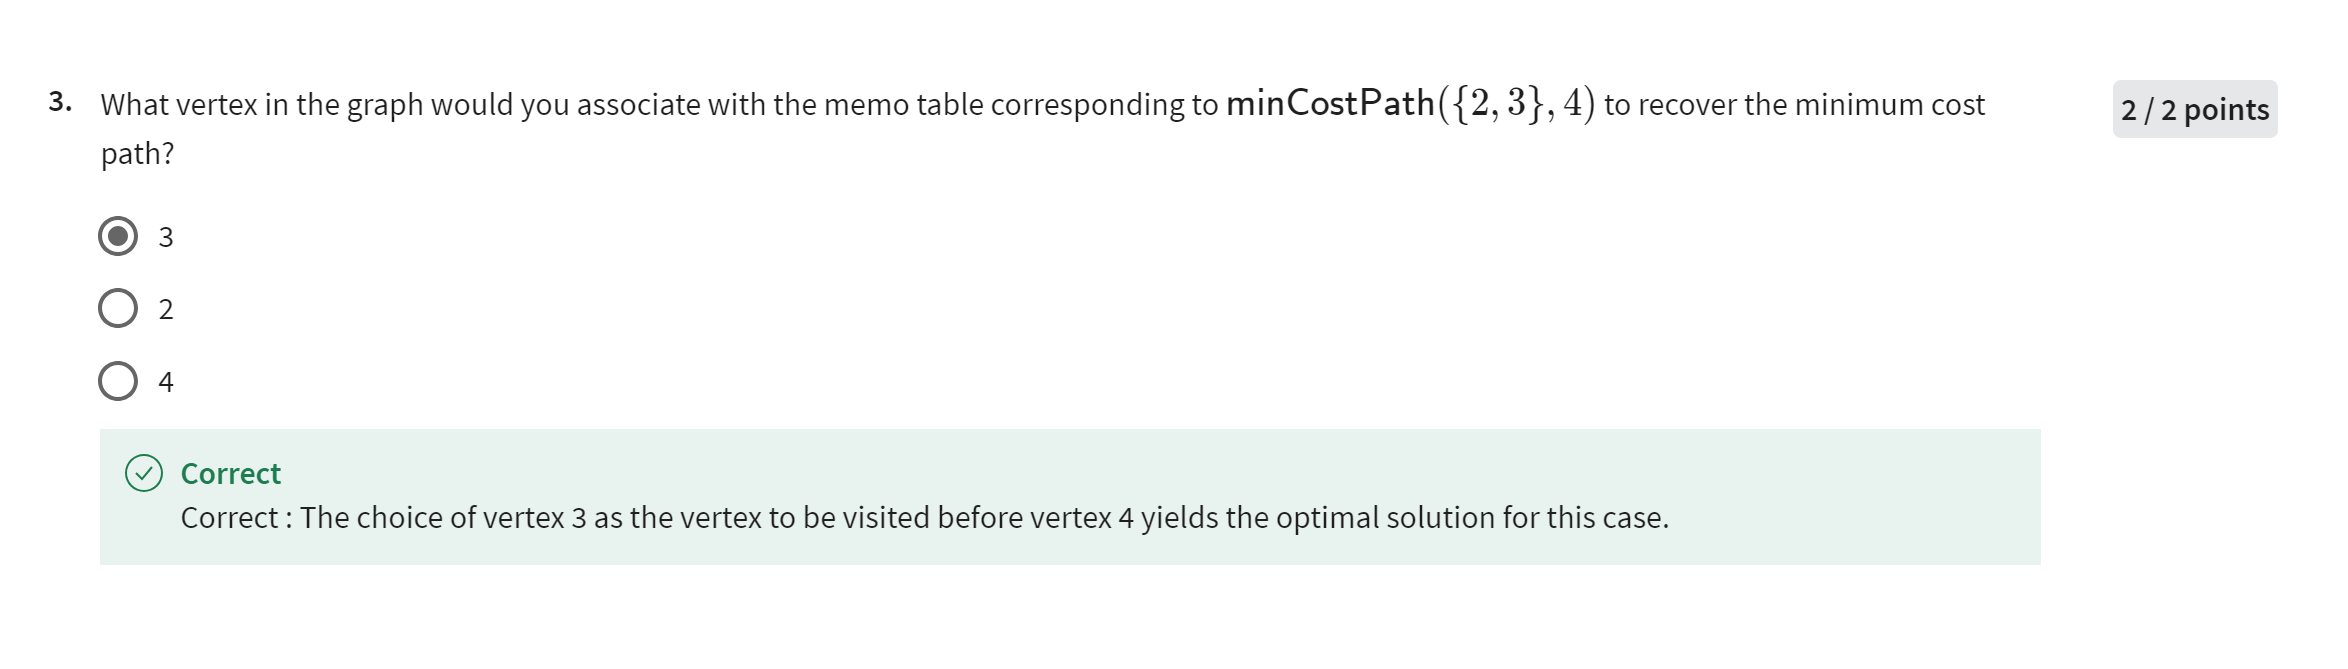 3. What vertex in the graph would you associate with the memo table corresponding to minCostPath({2, 3}, 4) to recover the minimum cost
path?
2 / 2 points
3
2
4
Correct
Correct : The choice of vertex 3 as the vertex to be visited before vertex 4 yields the optimal solution for this case.